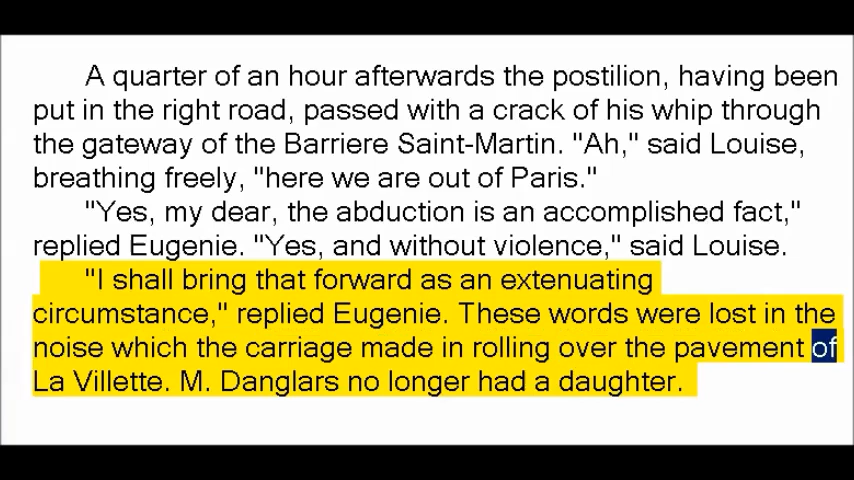 A quarter of an hour afterwards the postilion, having been
put in the right road, passed with a crack of his whip through
the gateway of the Barriere Saint-Martin. "Ah," said Louise,
breathing freely, "here we are out of Paris."
"Yes, my dear, the abduction is an accomplished fact,"
replied Eugenie. "Yes, and without violence," said Louise.
"I shall bring that forward as an extenuating
circumstance," replied Eugenie. These words were lost in the
noise which the carriage made in rolling over the pavement of
La Villette. M. Danglars no longer had a daughter.